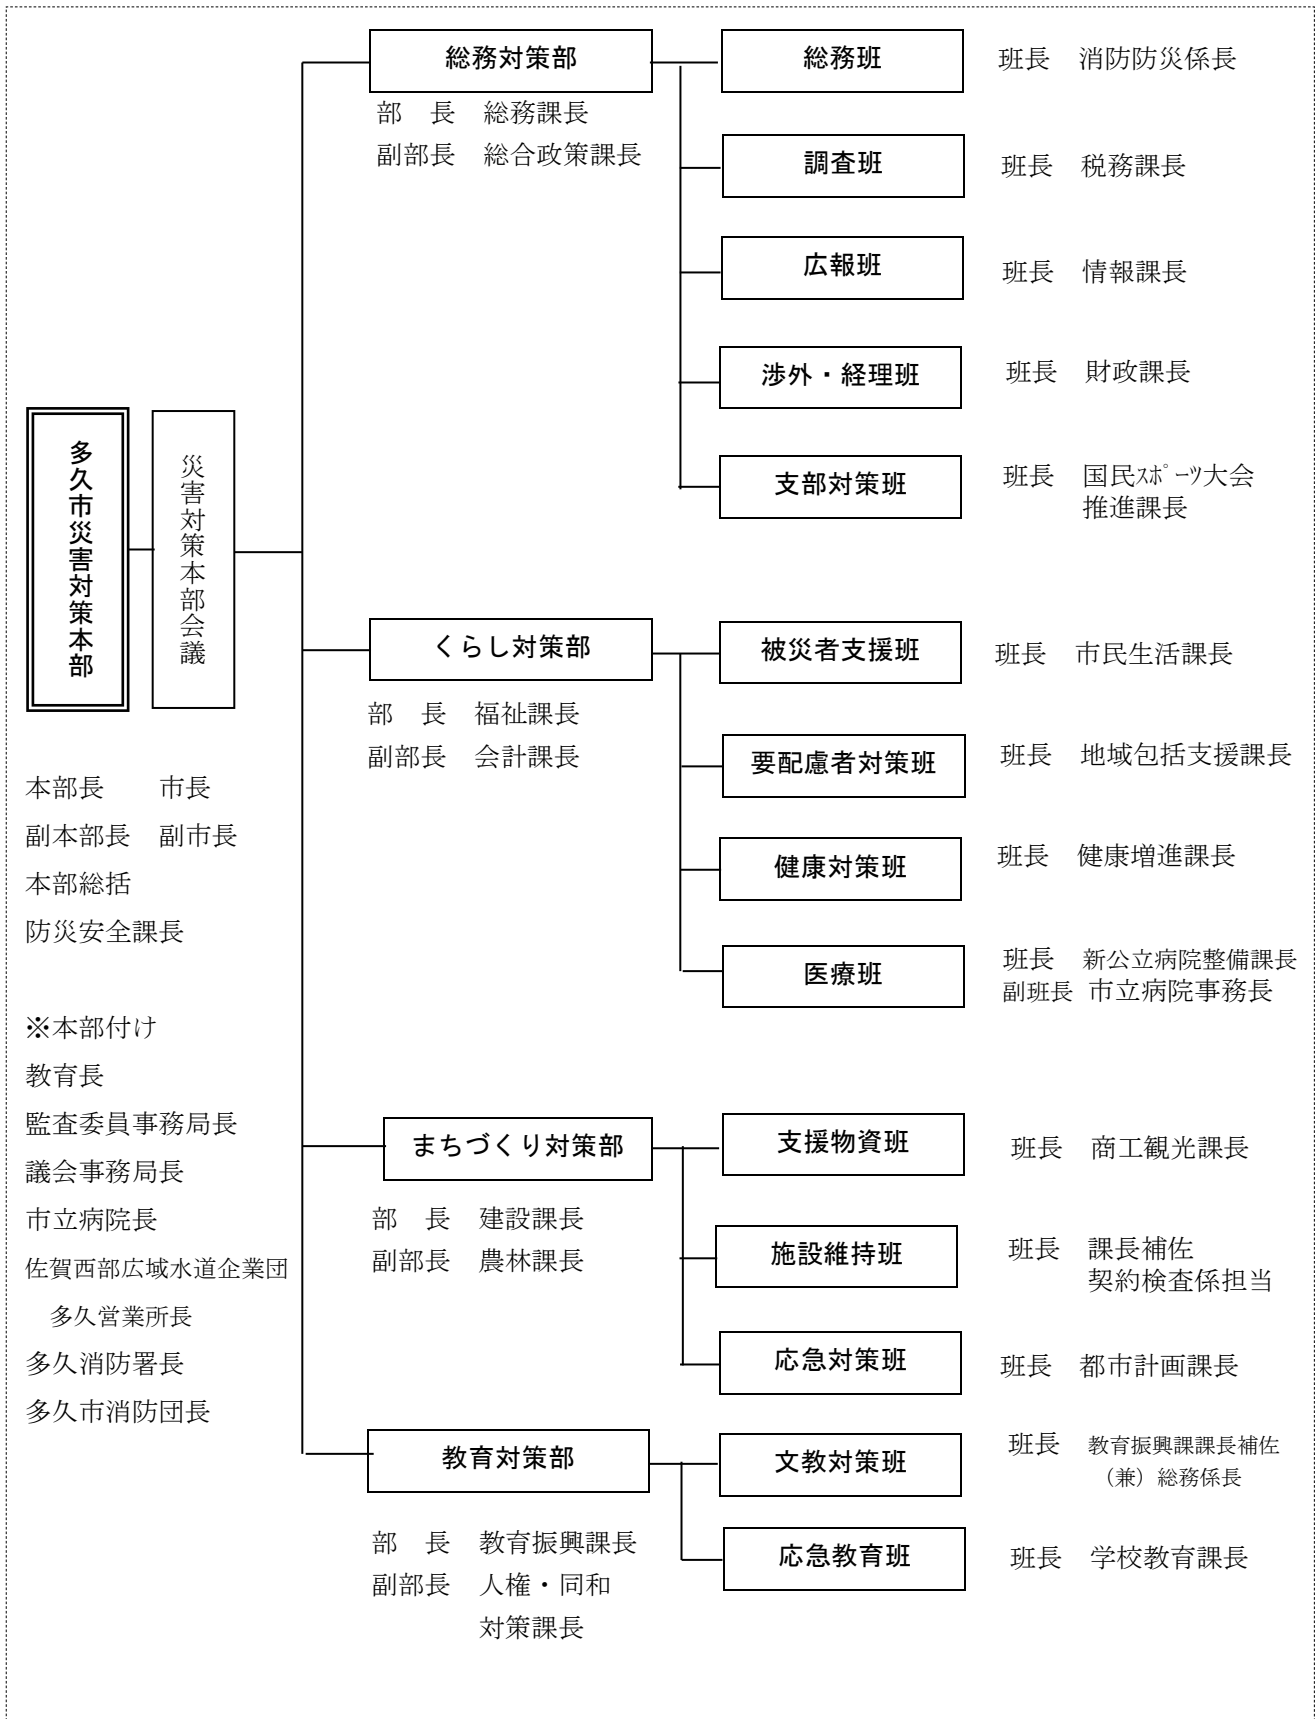 多久市災害対策本部
災害対策本部会議
本部長　市長
副本部長　副市長
本部総括
防災安全課長
※本部付け
教育長
監査委員事務局長
議会事務局長
市立病院長
佐賀西部広域水道企業団
多久営業所長
多久消防署長
多久市消防団長
総務対策部
部　長　総務課長
副部長　総合政策課長
総務班
班長　消防防災係長
調査班
班長　税務課長
広報班
班長　情報課長
渉外・経理班
班長　財政課長
支部対策班
班長　国民ｽﾎﾟｰﾂ大会
推進課長
くらし対策部
部　長　福祉課長
副部長　会計課長
被災者支援班
班長　市民生活課長
要配慮者対策班
班長　地域包括支援課長
健康対策班
班長　健康増進課長
医療班
班長　新公立病院整備課長
副班長　市立病院事務長
まちづくり対策部
部　長　建設課長
副部長　農林課長
支援物資班
班長　商工観光課長
施設維持班
班長　課長補佐
契約検査係担当
応急対策班
班長　都市計画課長
教育対策部
部　長　教育振興課長
副部長　人権・同和
対策課長
文教対策班
班長　教育振興課課長補佐
（兼）総務係長
応急教育班
班長　学校教育課長